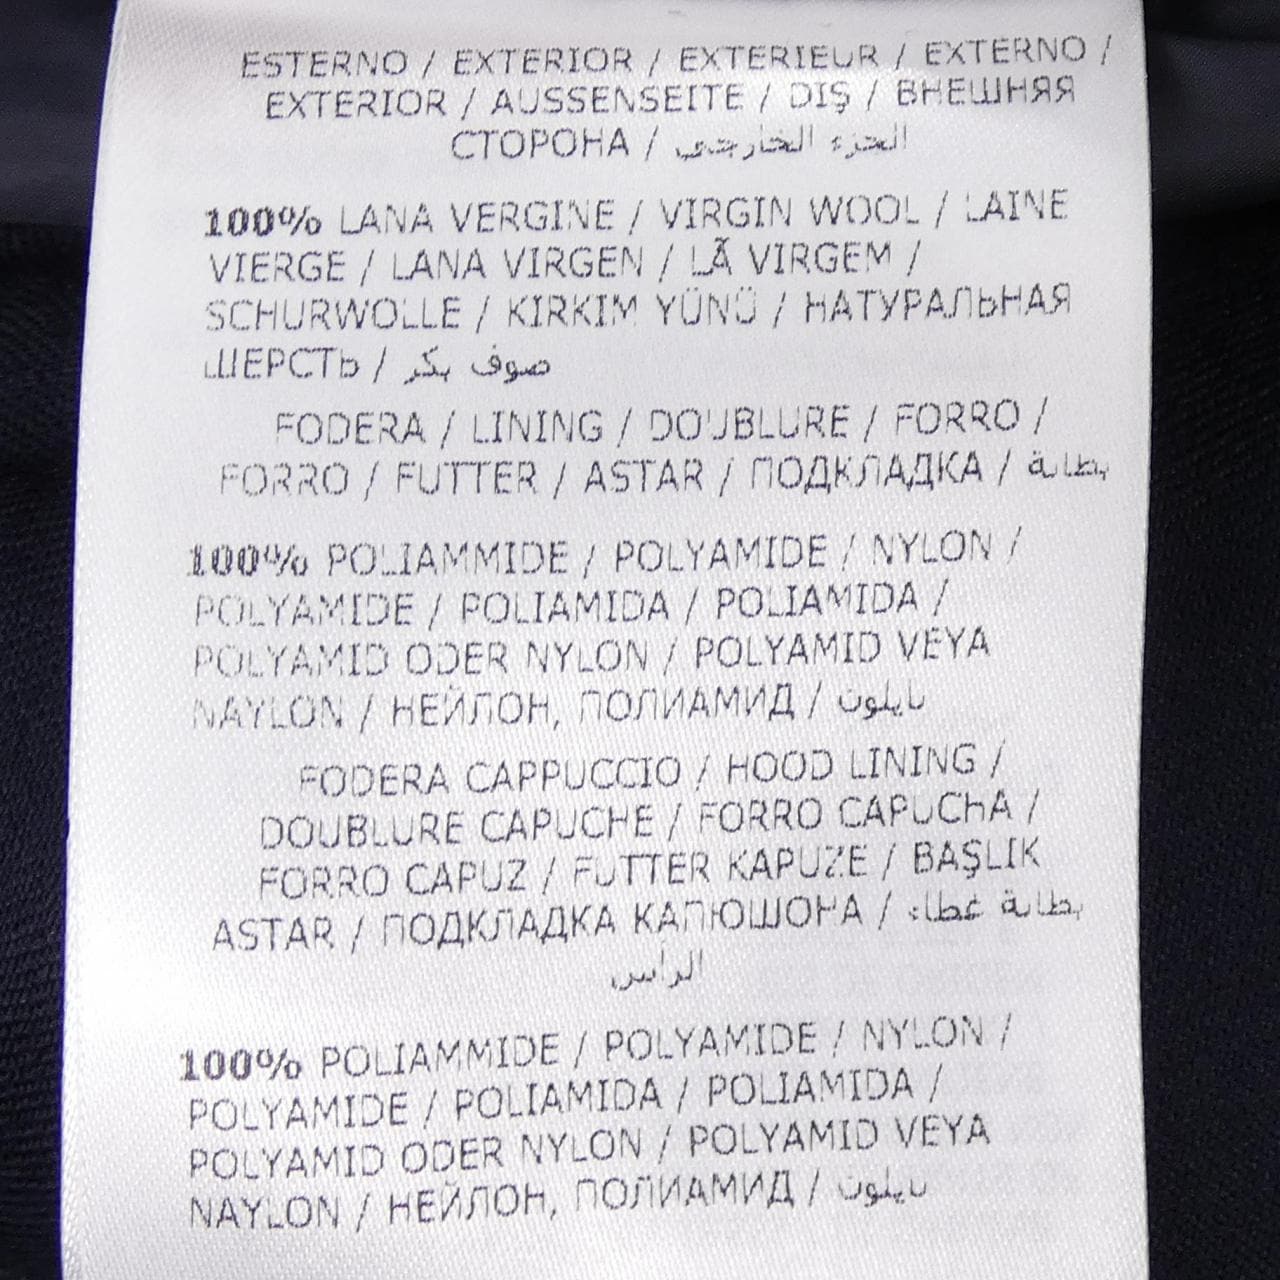 ESTERNO / EXTERIOR / EXTERIEUR / EXTERNO /
EXTERIOR / AUSSENSEITE / DIŞ / ВНЕШНЯЯ
СТОРОНА / الجزء الخارجي
100% LANA VERGINE / VIRGIN WOOL / LAINE
VIERGE / LANA VIRGEN / LÃ VIRGEM /
SCHURWOLLE / KIRKIM YÜNÜ / НАТУРАЛЬНАЯ
ШЕРСТЬ / صوف بكر
FODERA / LINING / DOUBLURE / FORRO /
FORRO / FUTTER / ASTAR / ПОДКЛАДКА / بطانة
100% POLIAMMIDE / POLYAMIDE / NYLON /
POLYAMIDE / POLIAMIDA / POLIAMIDA /
POLYAMID ODER NYLON / POLYAMID VEYA
NAYLON / НЕЙЛОН, ПОЛИАМИД / نايلون
FODERA CAPPUCCIO / HOOD LINING /
DOUBLURE CAPUCHE / FORRO CAPUCHA /
FORRO CAPUZ / FUTTER KAPUZE / BAŞLIK
ASTAR / ПОДКЛАДКА КАПЮШОНА / بطانة غطاء
الرأس
100% POLIAMMIDE / POLYAMIDE / NYLON /
POLYAMIDE / POLIAMIDA / POLIAMIDA /
POLYAMID ODER NYLON / POLYAMID VEYA
NAYLON / НЕЙЛОН, ПОЛИАМИД / نايلون